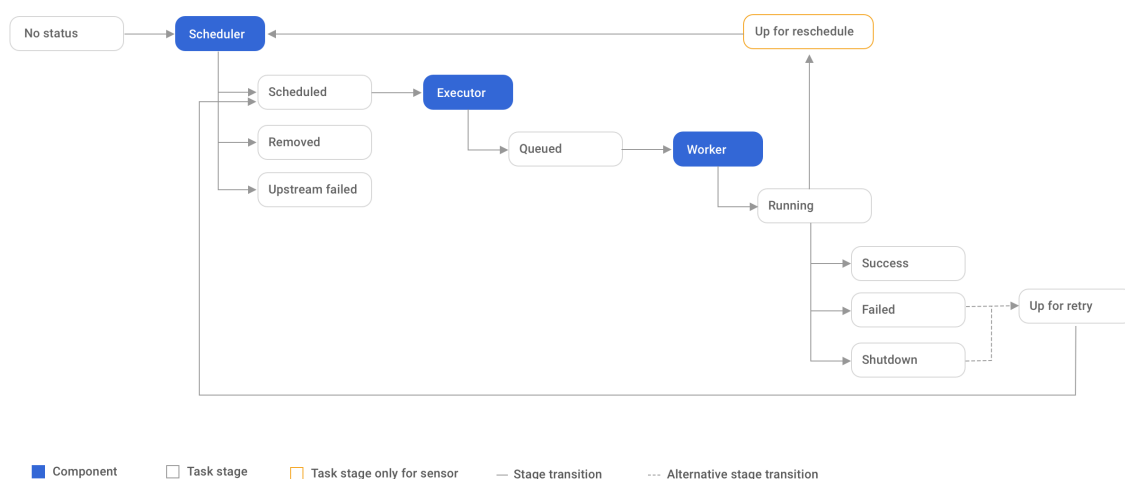 No status
Scheduler
Up for reschedule
Scheduled
Executor
Removed
Queued
Worker
Upstream failed
Running
Success
Failed
Up for retry
Shutdown
Component
Task stage
Task stage only for sensor
Stage transition
Alternative stage transition